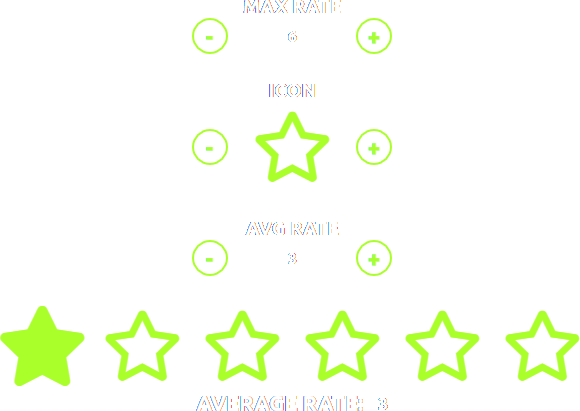 MAX RATE
- 6 +
ICON
- +
AVG RATE
- 3 +
AVERAGE RATE: 3